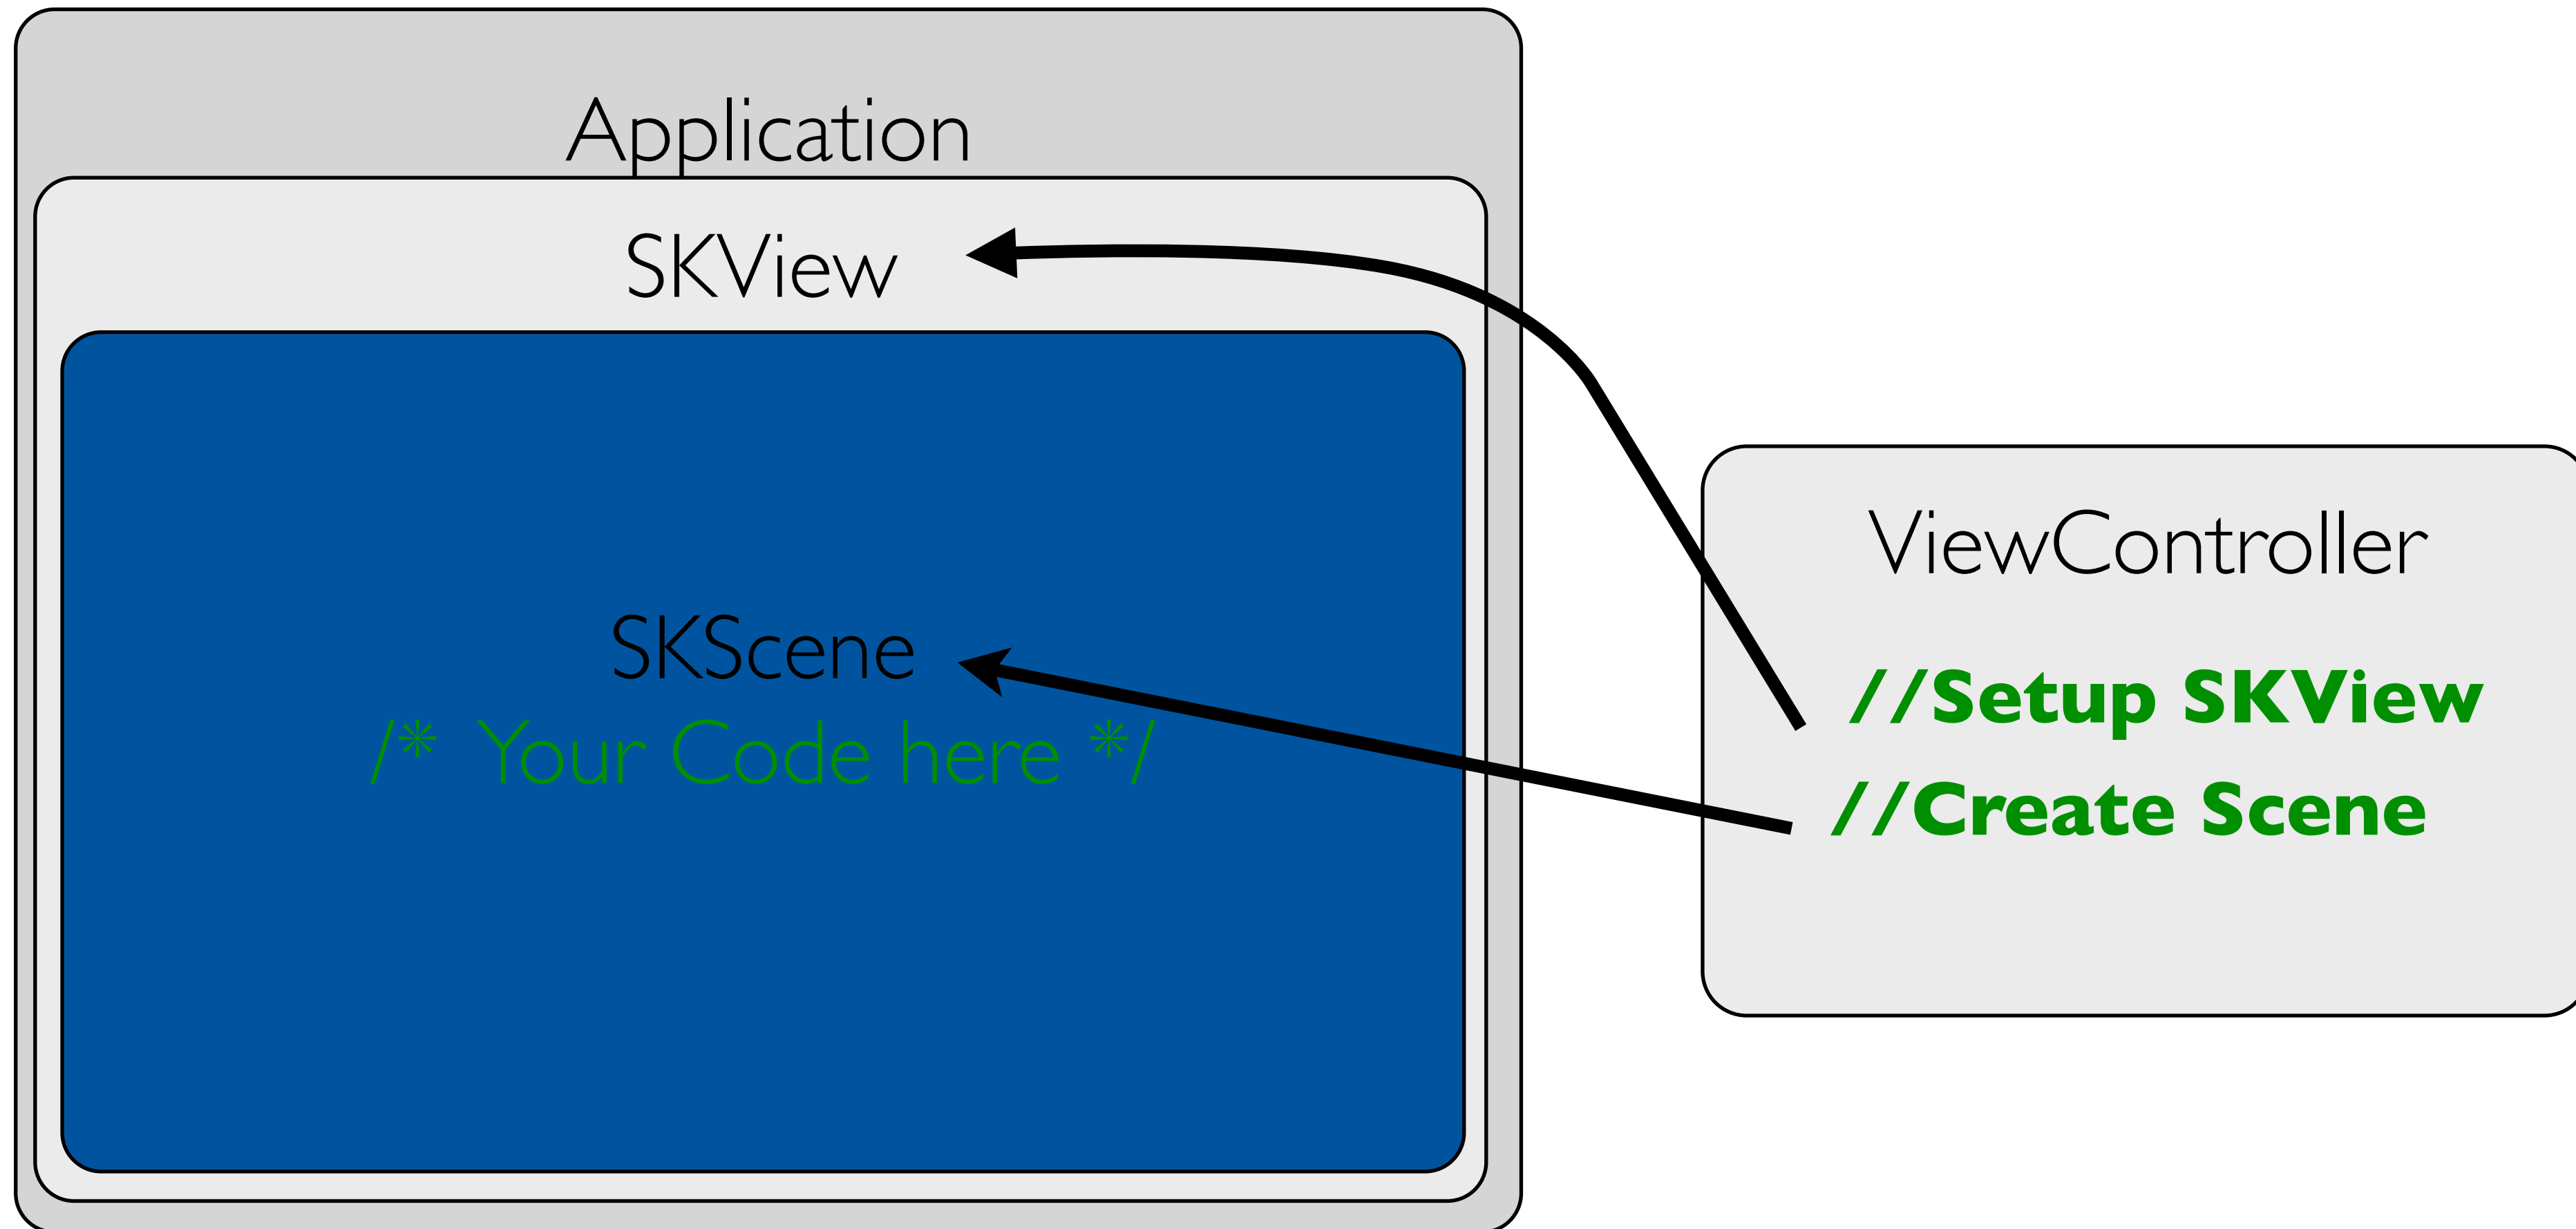 Application
SKView
SKScene
/* Your Code here */
ViewController
//Setup SKView
//Create Scene